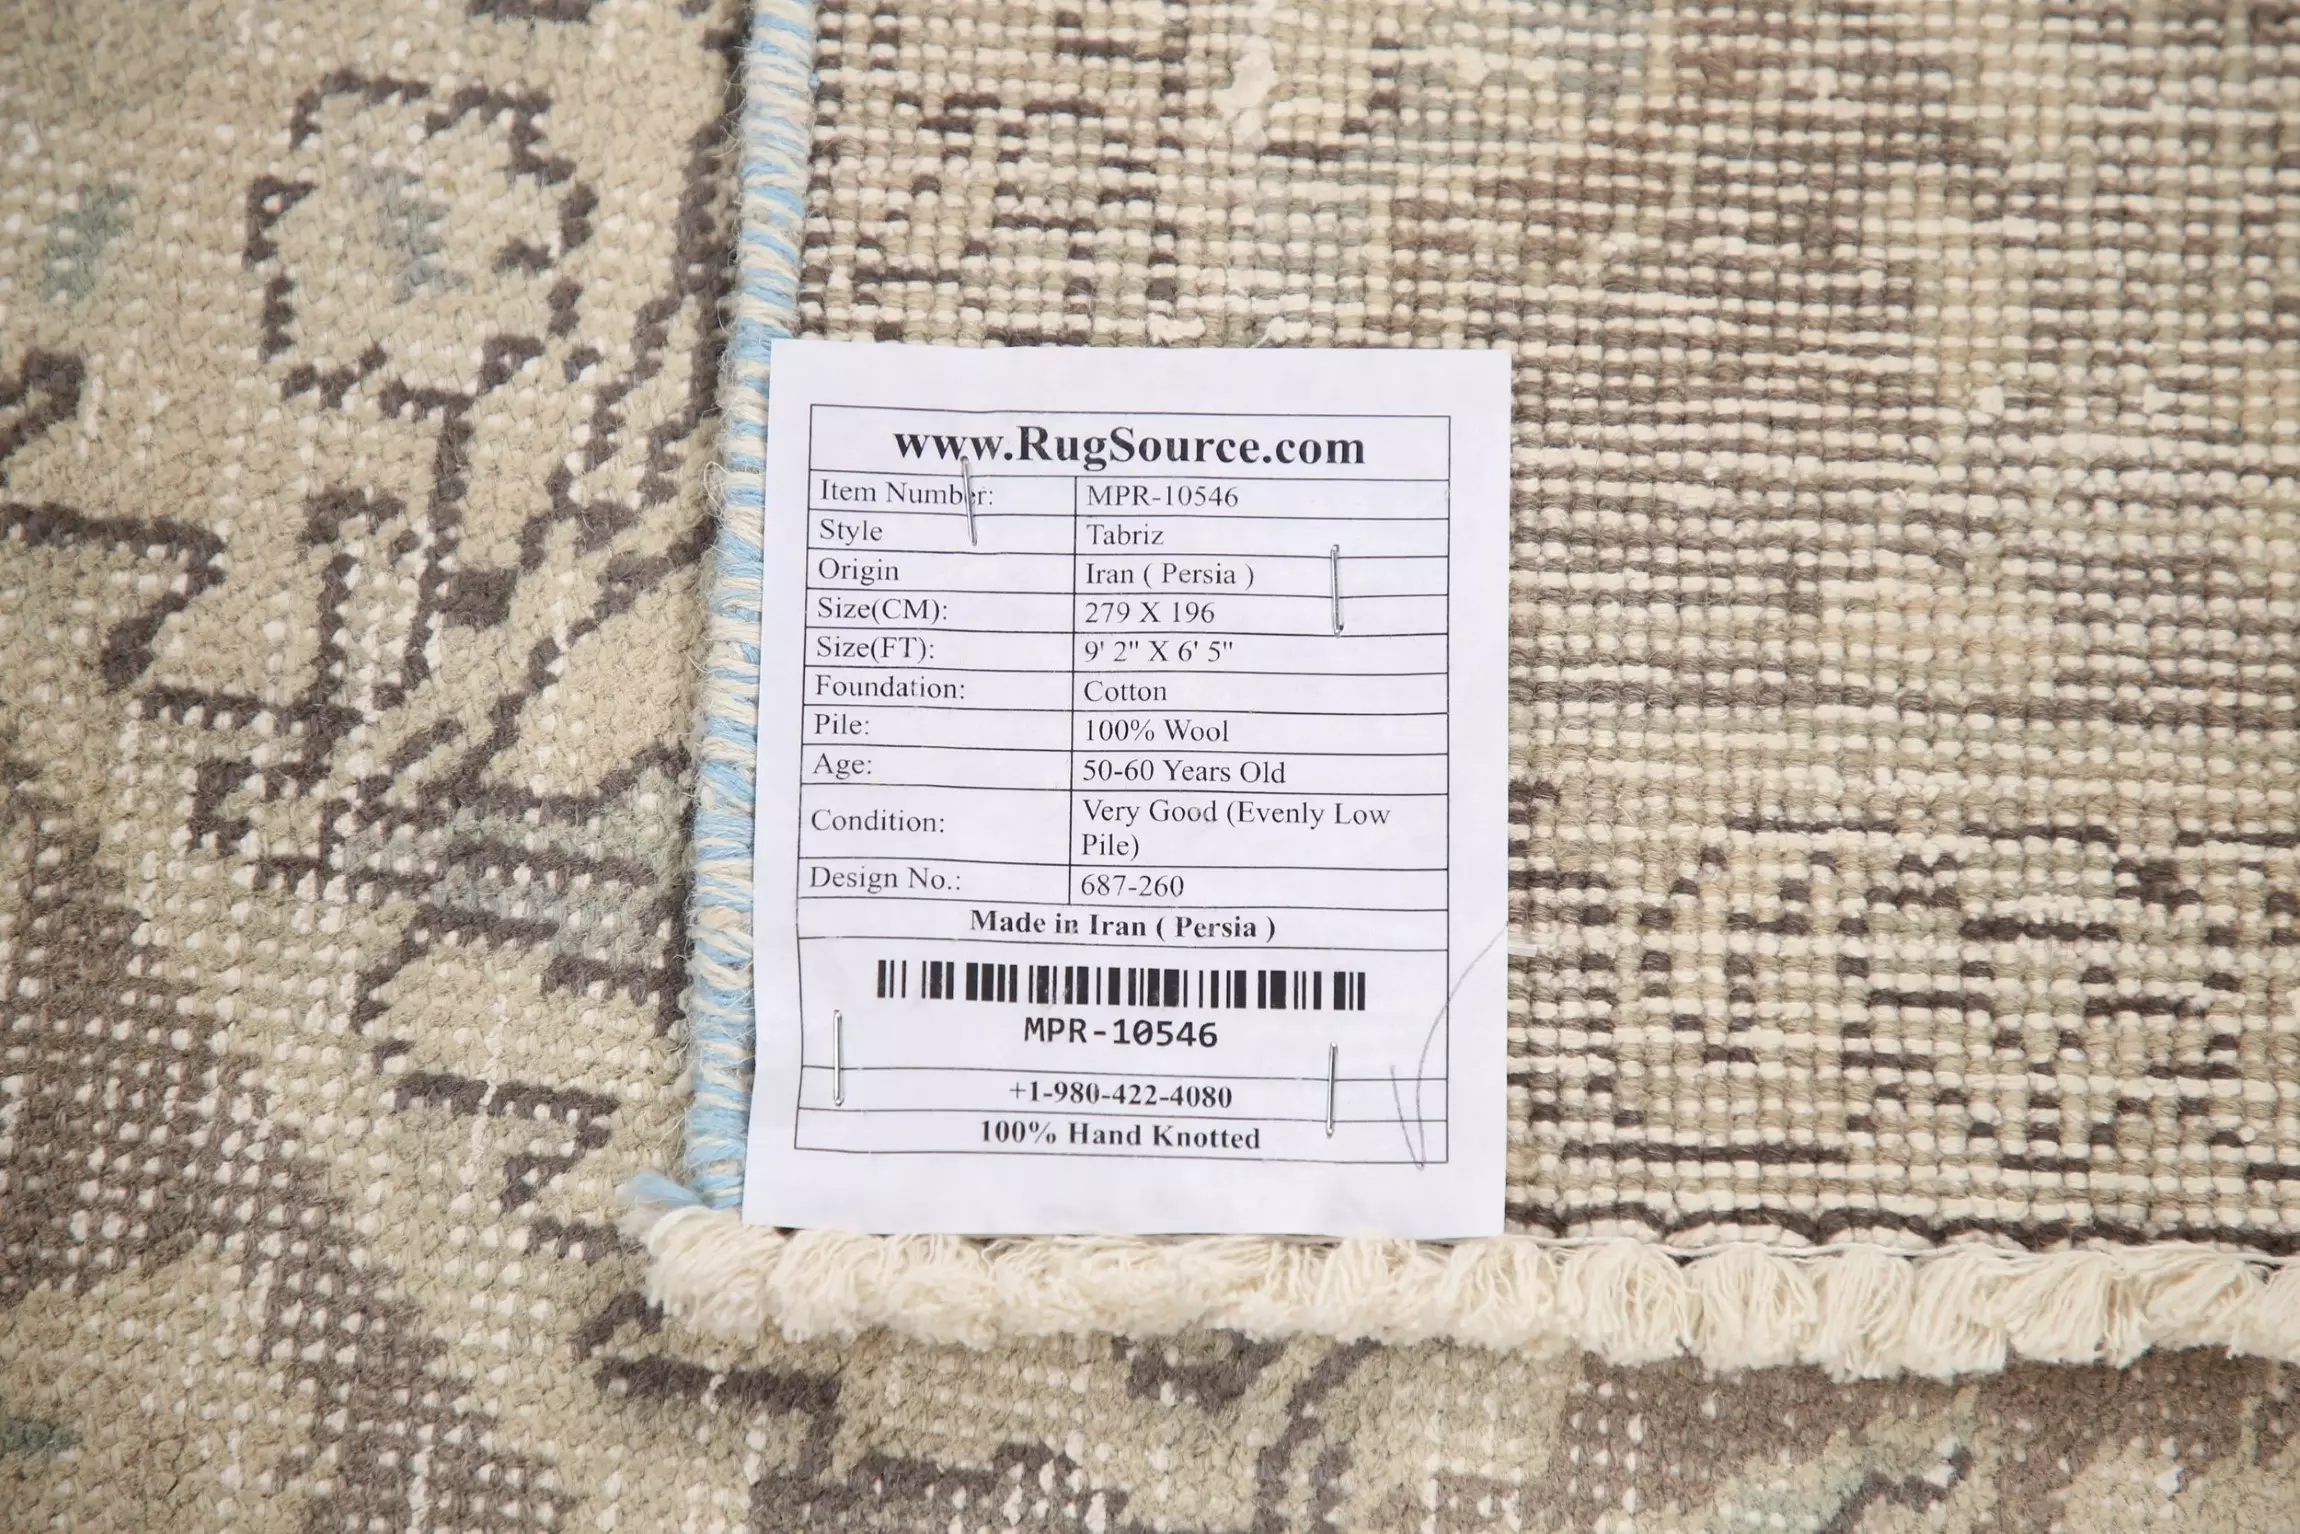 www.RugSource.com
Item Number: MPR-10546
Style Tabriz
Origin Iran ( Persia )
Size(CM): 279 X 196
Size(FT): 9' 2" X 6' 5"
Foundation: Cotton
Pile: 100% Wool
Age: 50-60 Years Old
Condition: Very Good (Evenly Low
Pile)
Design No.: 687-260
Made in Iran ( Persia )
MPR-10546
+1-980-422-4080
100% Hand Knotted